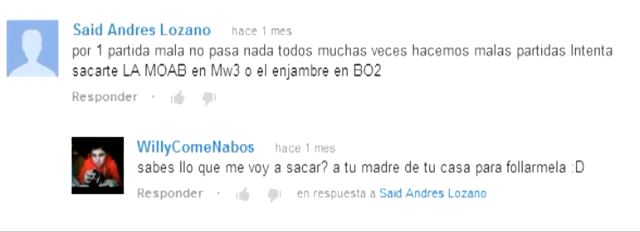 Said Andres Lozano hace 1 mes
por 1 partida mala no pasa nada todos muchas veces hacemos malas partidas.Intenta
sacarte LA MOAB en Mw3 o el enjambre en BO2
Responder ·
WillyComeNabos hace 1 mes
sabes llo que me voy a sacar? a tu madre de tu casa para follarmela :D
Responder · en respuesta a Said Andres Lozano